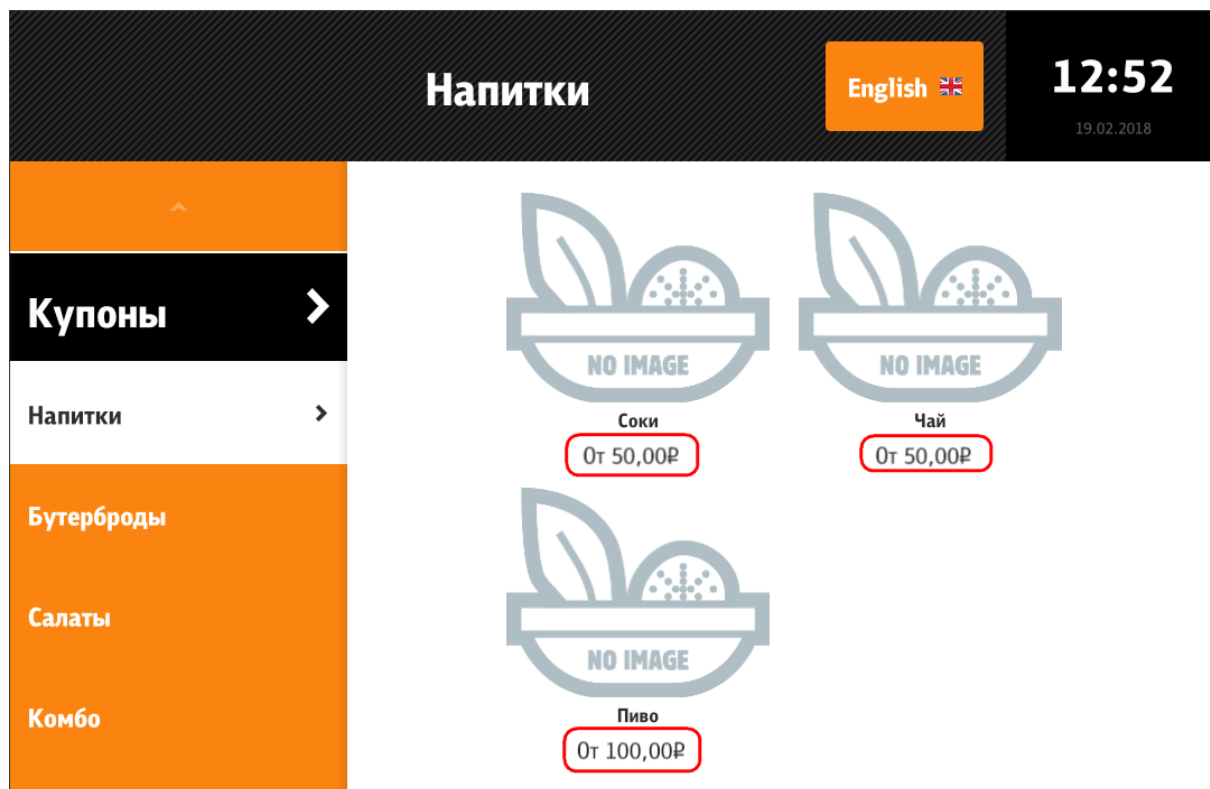 Напитки
English
12:52
19.02.2018
Купоны
Напитки
Бутерброды
Салаты
Комбо
NO IMAGE
Соки
От 50,00₽
NO IMAGE
Чай
От 50,00₽
NO IMAGE
Пиво
От 100,00₽